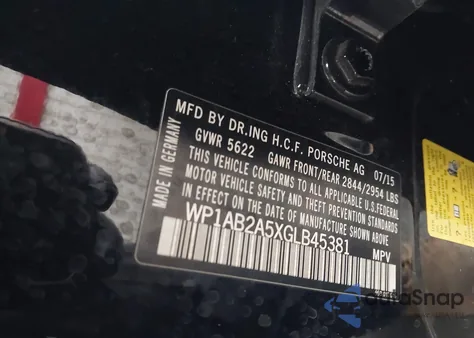 MFD BY DR.ING H.C.F. PORSCHE AG 07/15
GVWR 5622 GAWR FRONT/REAR 2844/2954 LBS
THIS VEHICLE CONFORMS TO ALL APPLICABLE FEDERAL
MOTOR VEHICLE SAFETY AND THEFT PREVENTION STANDARDS
IN EFFECT ON THE DATE OF MANUFACTURE SHOWN ABOVE
WP1AB2A5XGLB45381 MPV
MADE IN GERMANY
AutoSnap